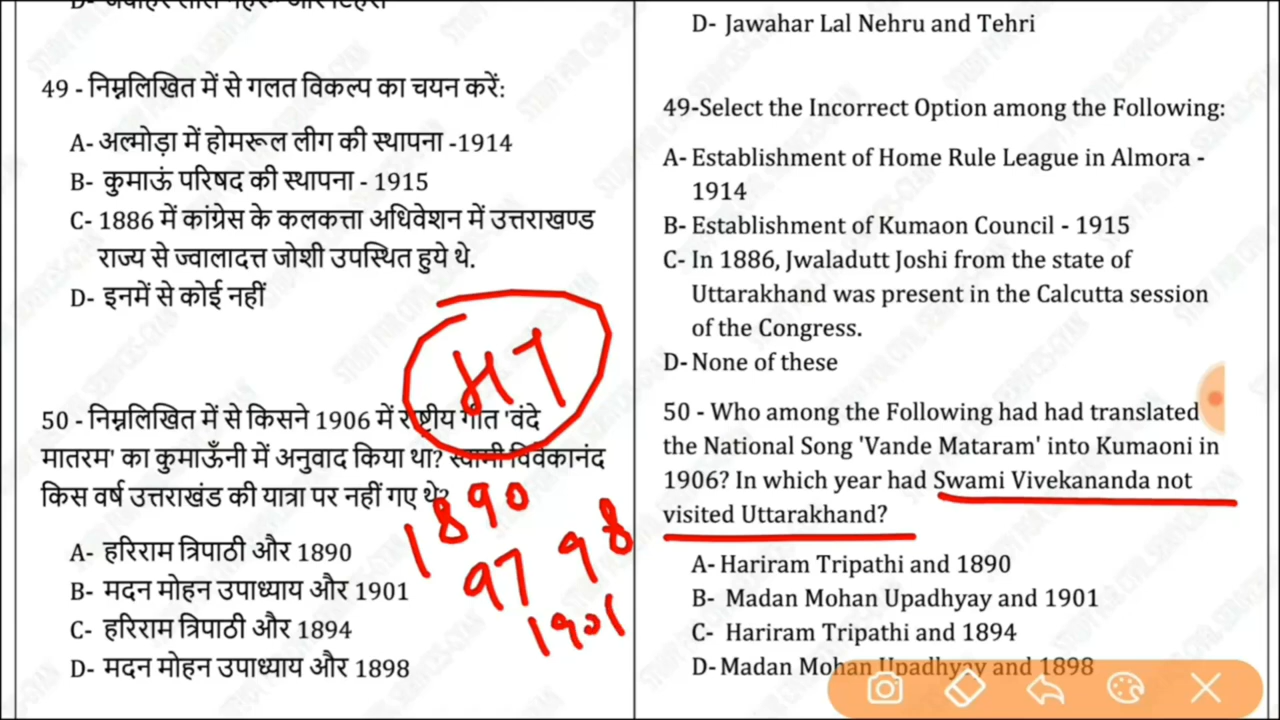 49 - निम्नलिखित में से गलत विकल्प का चयन करें:
A- अल्मोड़ा में होमरूल लीग की स्थापना -1914
B- कुमाऊं परिषद की स्थापना - 1915
C- 1886 में कांग्रेस के कलकत्ता अधिवेशन में उत्तराखण्ड
राज्य से ज्वालादत्त जोशी उपस्थित हुये थे.
D- इनमें से कोई नहीं
50 - निम्नलिखित में से किसने 1906 में राष्ट्रीय गीत 'वंदे
मातरम' का कुमाऊँनी में अनुवाद किया था? स्वामी विवेकानंद
किस वर्ष उत्तराखंड की यात्रा पर नहीं गए थे?
1890
97 98
1901
A- हरिराम त्रिपाठी और 1890
B- मदन मोहन उपाध्याय और 1901
C- हरिराम त्रिपाठी और 1894
D- मदन मोहन उपाध्याय और 1898
D- Jawahar Lal Nehru and Tehri
49-Select the Incorrect Option among the Following:
A- Establishment of Home Rule League in Almora -
1914
B- Establishment of Kumaon Council - 1915
C- In 1886, Jwaladutt Joshi from the state of
Uttarakhand was present in the Calcutta session
of the Congress.
D- None of these
50 - Who among the Following had had translated
the National Song 'Vande Mataram' into Kumaoni in
1906? In which year had Swami Vivekananda not
visited Uttarakhand?
A- Hariram Tripathi and 1890
B- Madan Mohan Upadhyay and 1901
C- Hariram Tripathi and 1894
D- Madan Mohan Upadhyay and 1898